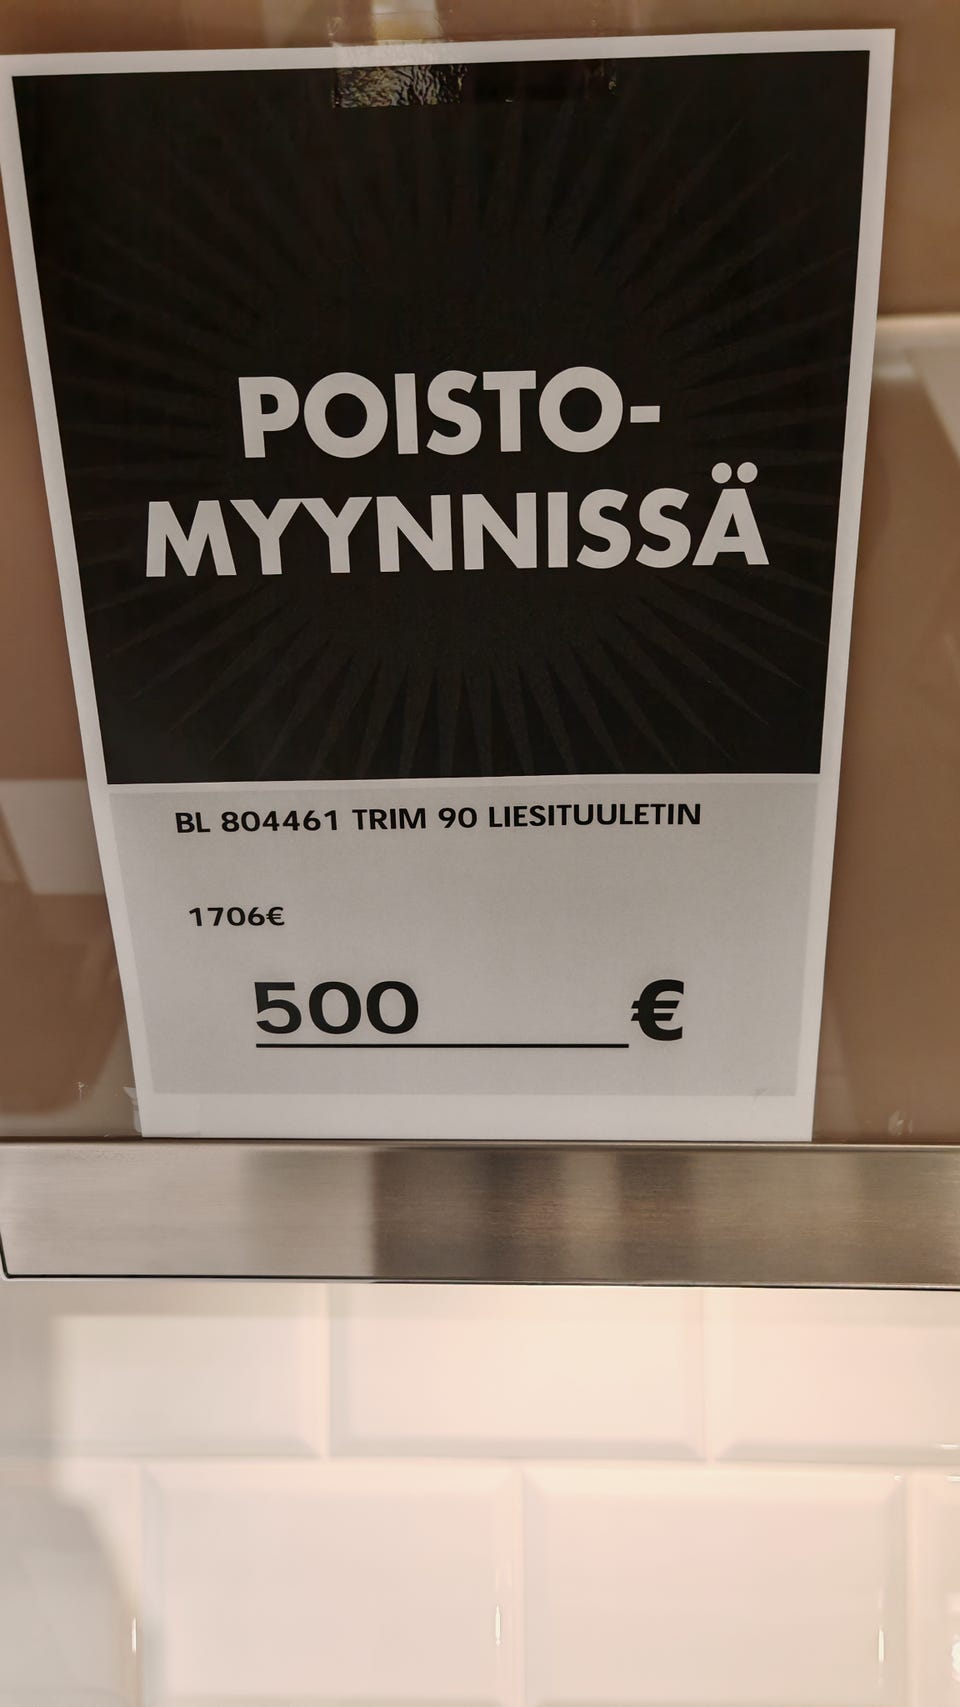 POISTO-
MYYNNISSÄ
BL 804461 TRIM 90 LIESITUULETIN
1706€
500 €